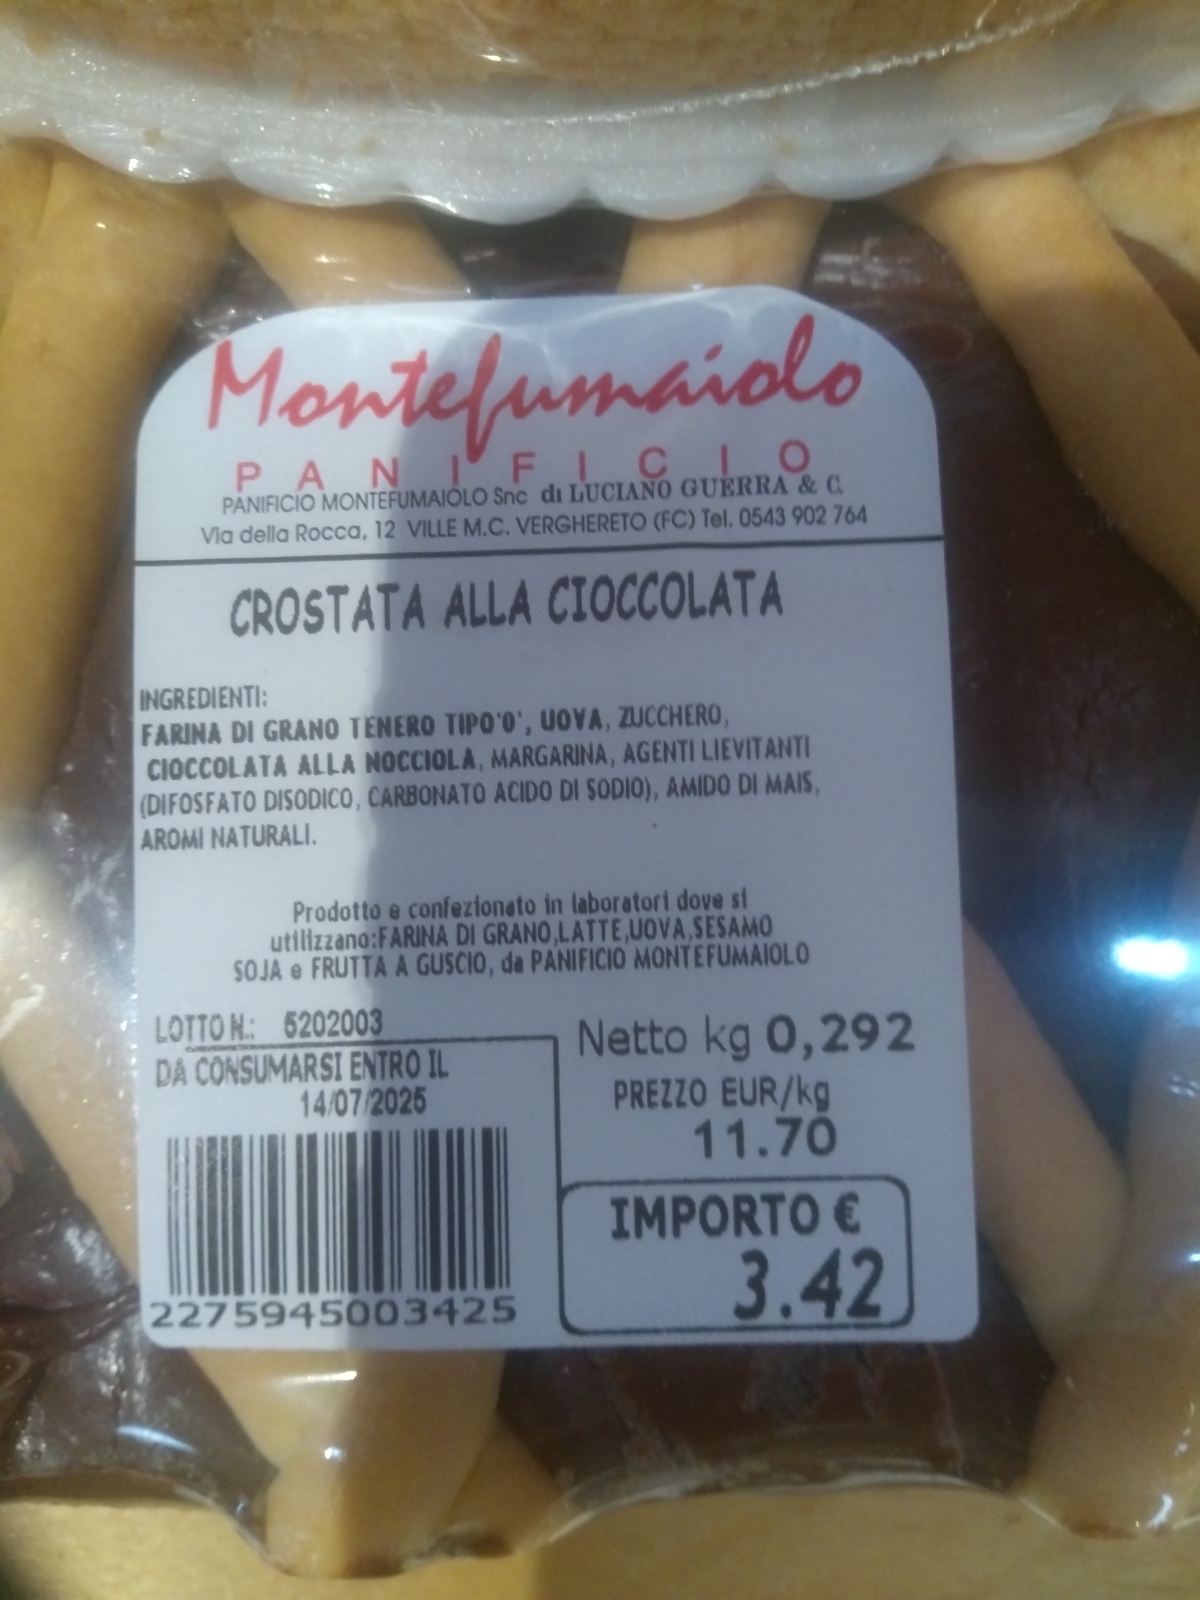 Montefumaiolo
PANIFICIO
PANIFICIO MONTEFUMAIOLO Snc di LUCIANO GUERRA & C.
Via della Rocca, 12 VILLE M.C. VERGHERETO (FC) Tel. 0543 902 764
CROSTATA ALLA CIOCCOLATA
INGREDIENTI:
FARINA DI GRANO TENERO TIPO'0', UOVA, ZUCCHERO,
CIOCCOLATA ALLA NOCCIOLA, MARGARINA, AGENTI LIEVITANTI
(DIFOSFATO DISODICO, CARBONATO ACIDO DI SODIO), AMIDO DI MAIS,
AROMI NATURALI.
Prodotto e confezionato in laboratori dove si
utilizzano:FARINA DI GRANO,LATTE,UOVA,SESAMO
SOJA e FRUTTA A GUSCIO, da PANIFICIO MONTEFUMAIOLO
LOTTO N.: 5202003
DA CONSUMARSI ENTRO IL
14/07/2025
Netto kg 0,292
PREZZO EUR/kg
11.70
IMPORTO €
3.42
2275945003425